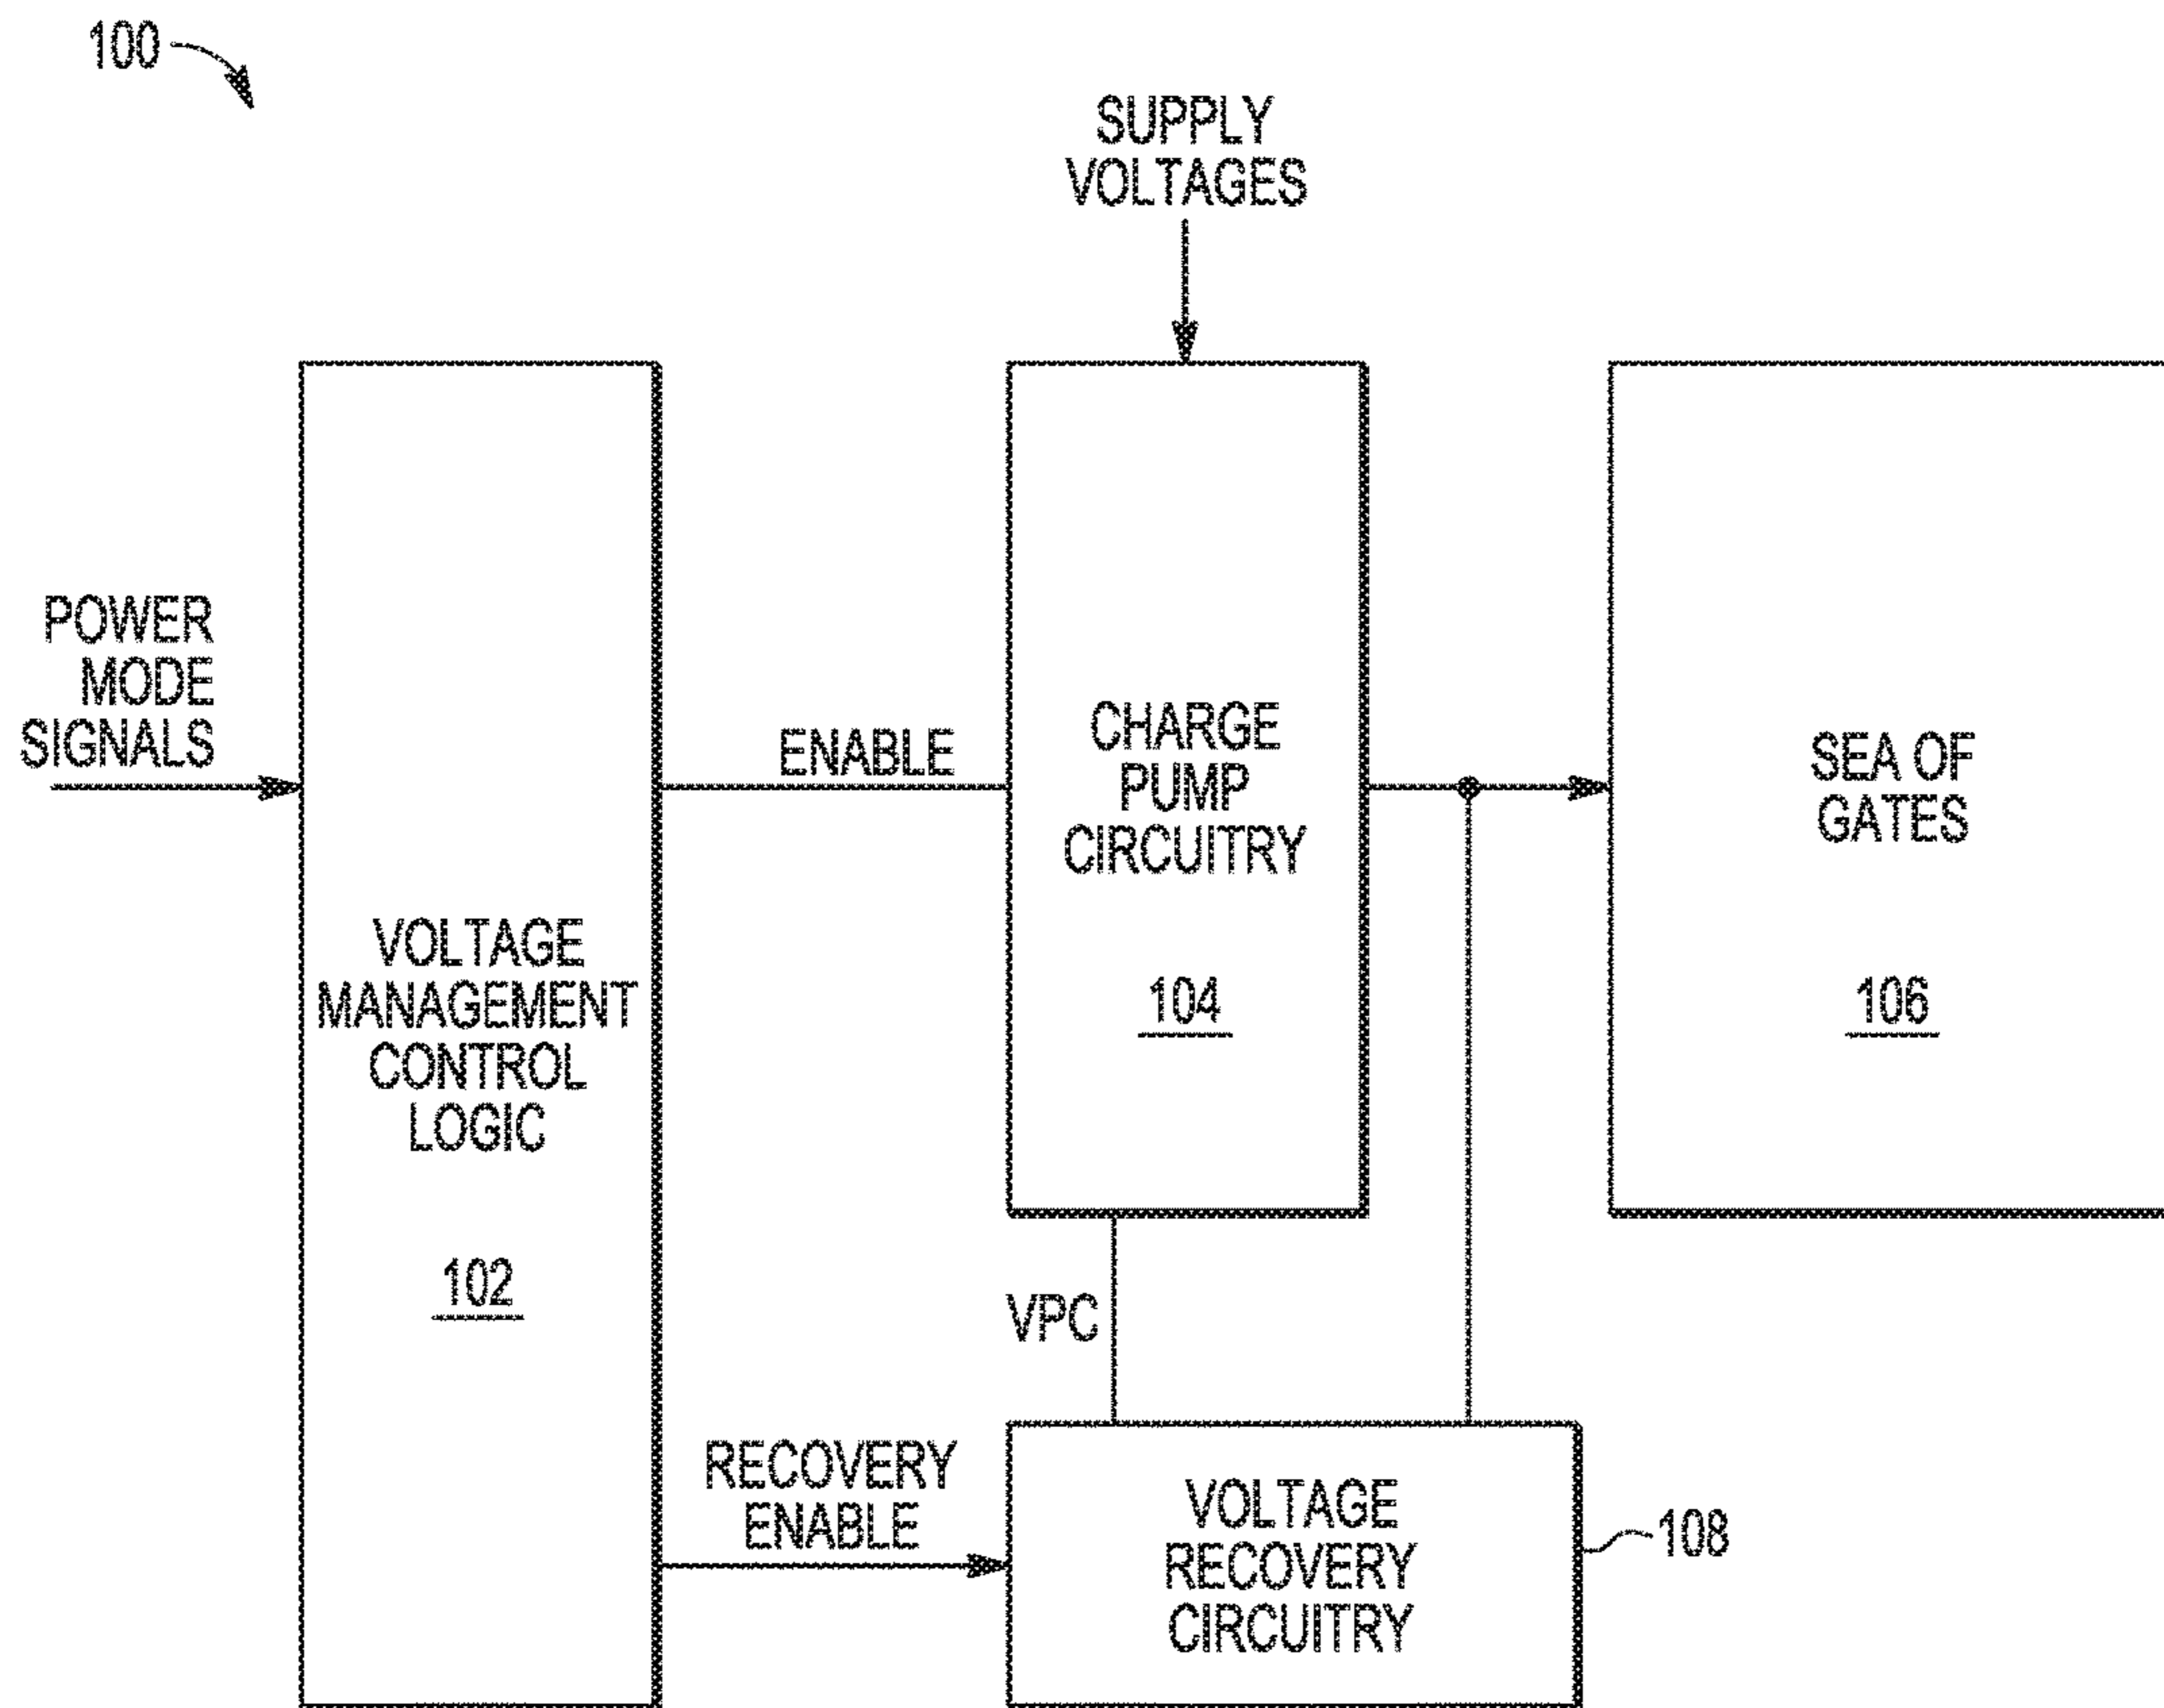 100
SUPPLY
VOLTAGES
POWER
MODE
SIGNALS
ENABLE
CHARGE
PUMP
CIRCUITRY
104
SEA OF
GATES
106
VOLTAGE
MANAGEMENT
CONTROL
LOGIC
102
VPC
RECOVERY
ENABLE
VOLTAGE
RECOVERY
CIRCUITRY
108